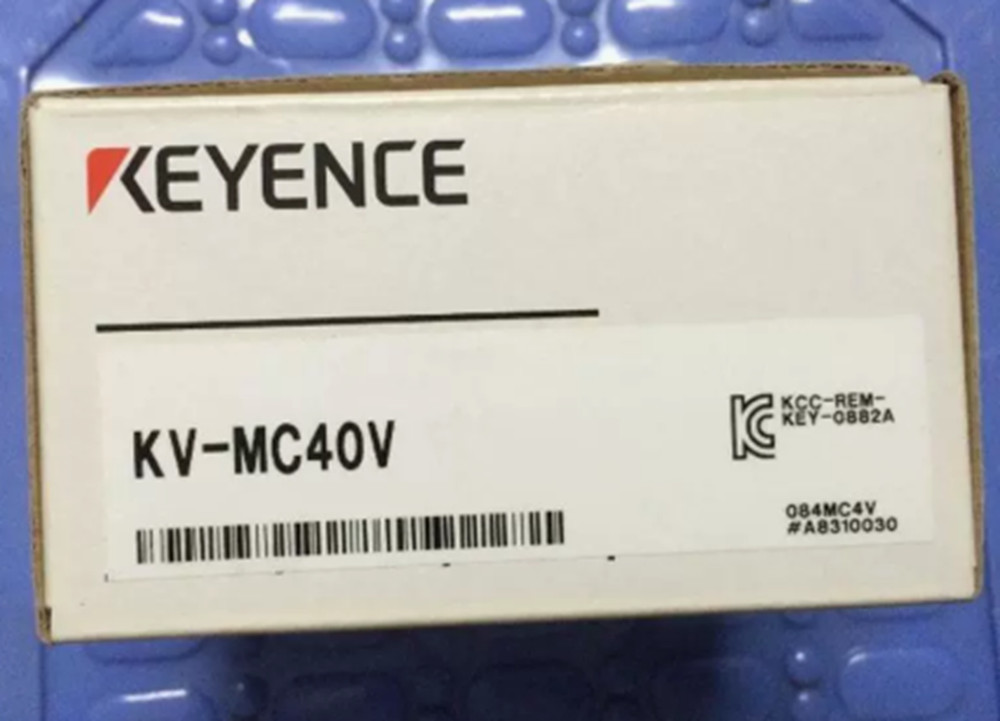 KEYENCE
KV-MC40V
KCC-REM-
KEY-0882A
084MC4V
#A8310030